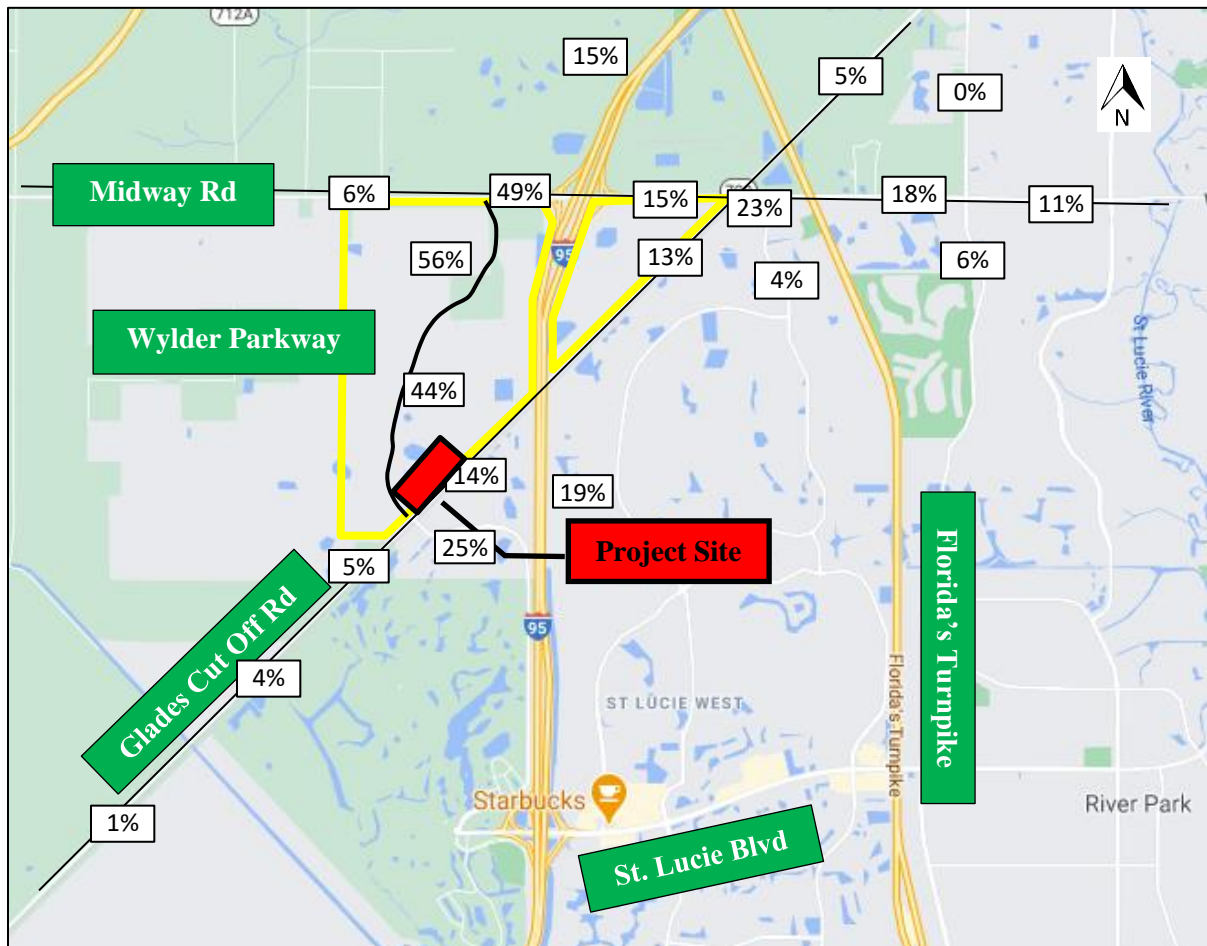 712A
15%
5%
0%
N
Midway Rd
6%
49%
15%
23%
18%
11%
56%
95
13%
4%
6%
Wylder Parkway
St Lucie River
44%
14%
19%
25%
Project Site
5%
95
Florida's Turnpike
Glades Cut Off Rd
4%
ST LUCIE WEST
Florida's Turnpike
Starbucks
1%
River Park
St. Lucie Blvd